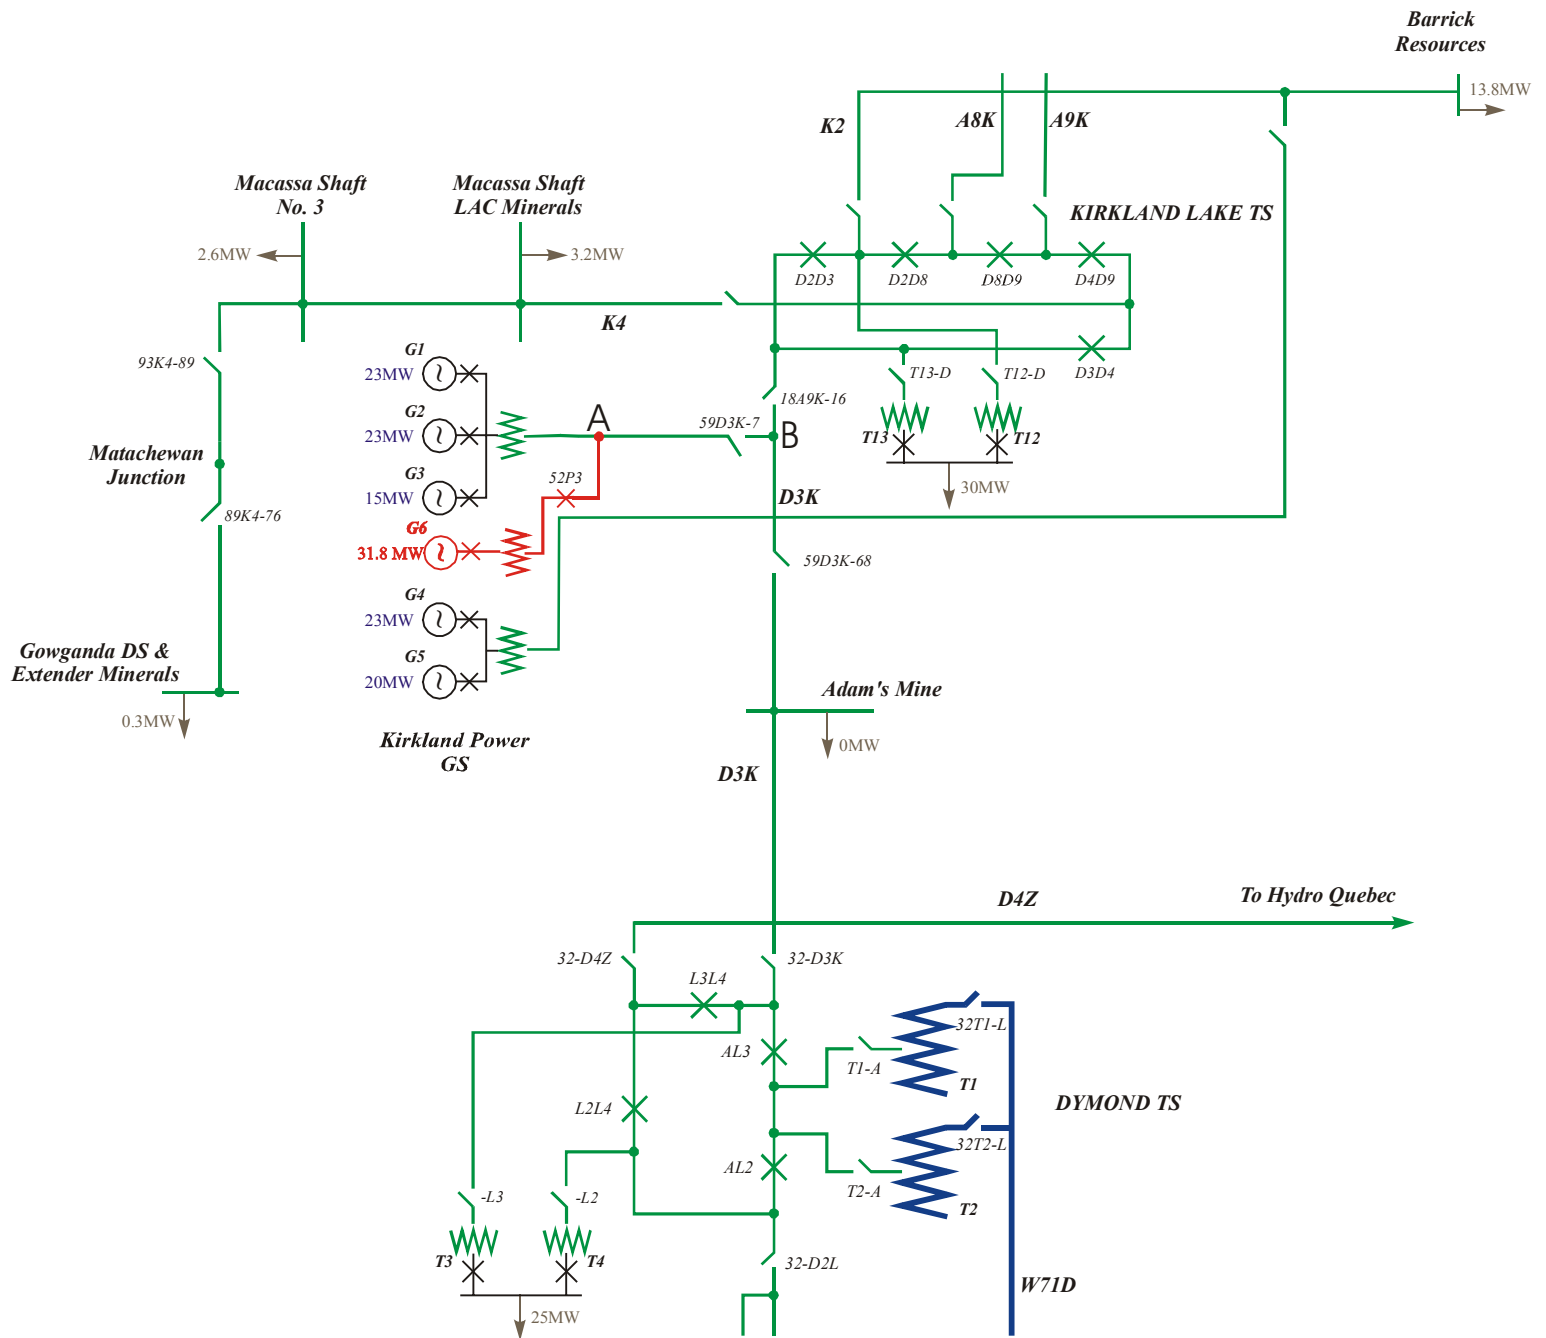 Barrick
Resources
13.8MW
K2
A8K
A9K
Macassa Shaft
No. 3
Macassa Shaft
LAC Minerals
KIRKLAND LAKE TS
2.6MW
3.2MW
D2D3
D2D8
D8D9
D4D9
K4
93K4-89
G1
23MW
D3D4
T13-D
T12-D
18A9K-16
G2
23MW
A
59D3K-7
B
T13
T12
Matachewan
Junction
G3
15MW
52P3
30MW
D3K
89K4-76
G6
31.8 MW
59D3K-68
G4
23MW
Gowganda DS &
Extender Minerals
G5
20MW
Adam's Mine
0.3MW
Kirkland Power
GS
0MW
D3K
D4Z
To Hydro Quebec
32-D4Z
32-D3K
L3L4
32T1-L
AL3
T1-A
T1
DYMOND TS
L2L4
32T2-L
AL2
T2-A
T2
-L3
-L2
T3
T4
32-D2L
W71D
25MW